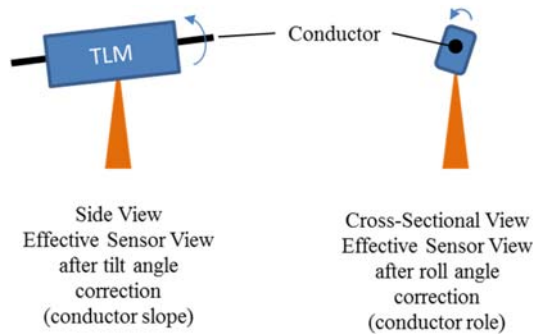 TLM
Conductor
Side View
Effective Sensor View
after tilt angle
correction
(conductor slope)
Cross-Sectional View
Effective Sensor View
after roll angle
correction
(conductor role)